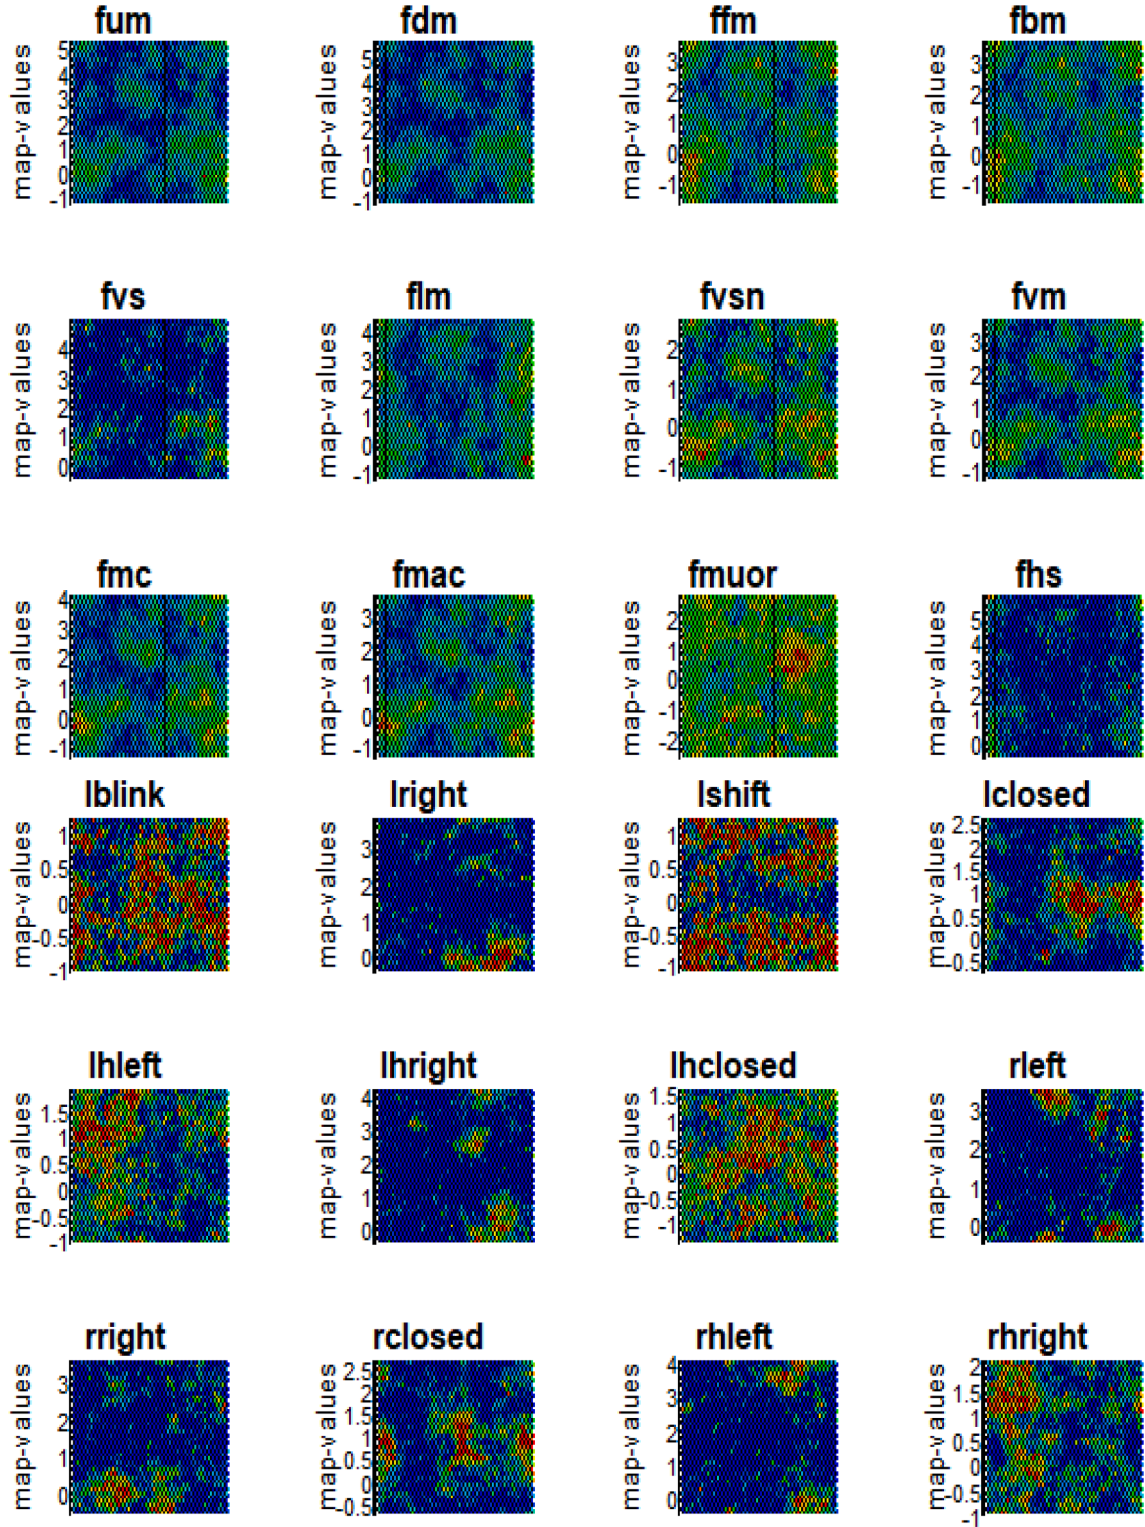 fum fdm ffm fbm
map-values 5 4 3 2 1 0 -1
map-values 5 4 3 2 1 0 -1
map-values 3 2 1 0 -1
map-values 3 2 1 0 -1
fvs flm fvsn fvm
map-values 4 3 2 1 0
map-values 4 3 2 1 0 -1
map-values 2 1 0 -1
map-values 3 2 1 0 -1
fmc fmac fmuor fhs
map-values 4 3 2 1 0 -1
map-values 3 2 1 0 -1
map-values 2 1 0 -1 -2
map-values 5 4 3 2 1 0
lblink lright lshift lclosed
map-values 1 0.5 0 -0.5 -1
map-values 3 2 1 0
map-values 1 0.5 0 -0.5 -1
map-values 2.5 2 1.5 1 0.5 0 -0.5
lhleft lhright lhclosed rleft
map-values 1.5 1 0.5 0 -0.5 -1
map-values 4 3 2 1 0
map-values 1.5 1 0.5 0 -0.5 -1
map-values 3 2 1 0
rright rclosed rhleft rhright
map-values 3 2 1 0
map-values 2.5 2 1.5 1 0.5 0 -0.5
map-values 4 3 2 1 0
map-values 2 1.5 1 0.5 0 -0.5 -1